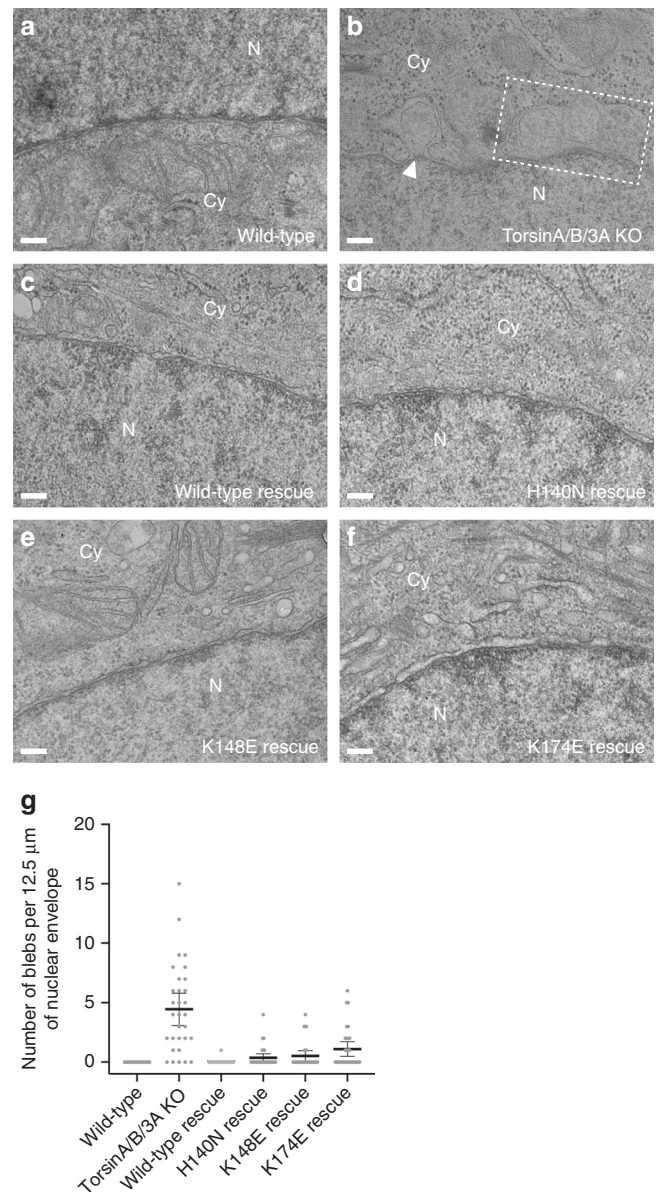 a
N
Cy
Wild-type
b
Cy
N
TorsinA/B/3A KO
c
Cy
N
Wild-type rescue
d
Cy
N
H140N rescue
e
Cy
N
K148E rescue
f
Cy
N
K174E rescue
g
Number of blebs per 12.5 μm
of nuclear envelope
20
15
10
5
0
Wild-type
TorsinA/B/3A KO
Wild-type rescue
H140N rescue
K148E rescue
K174E rescue